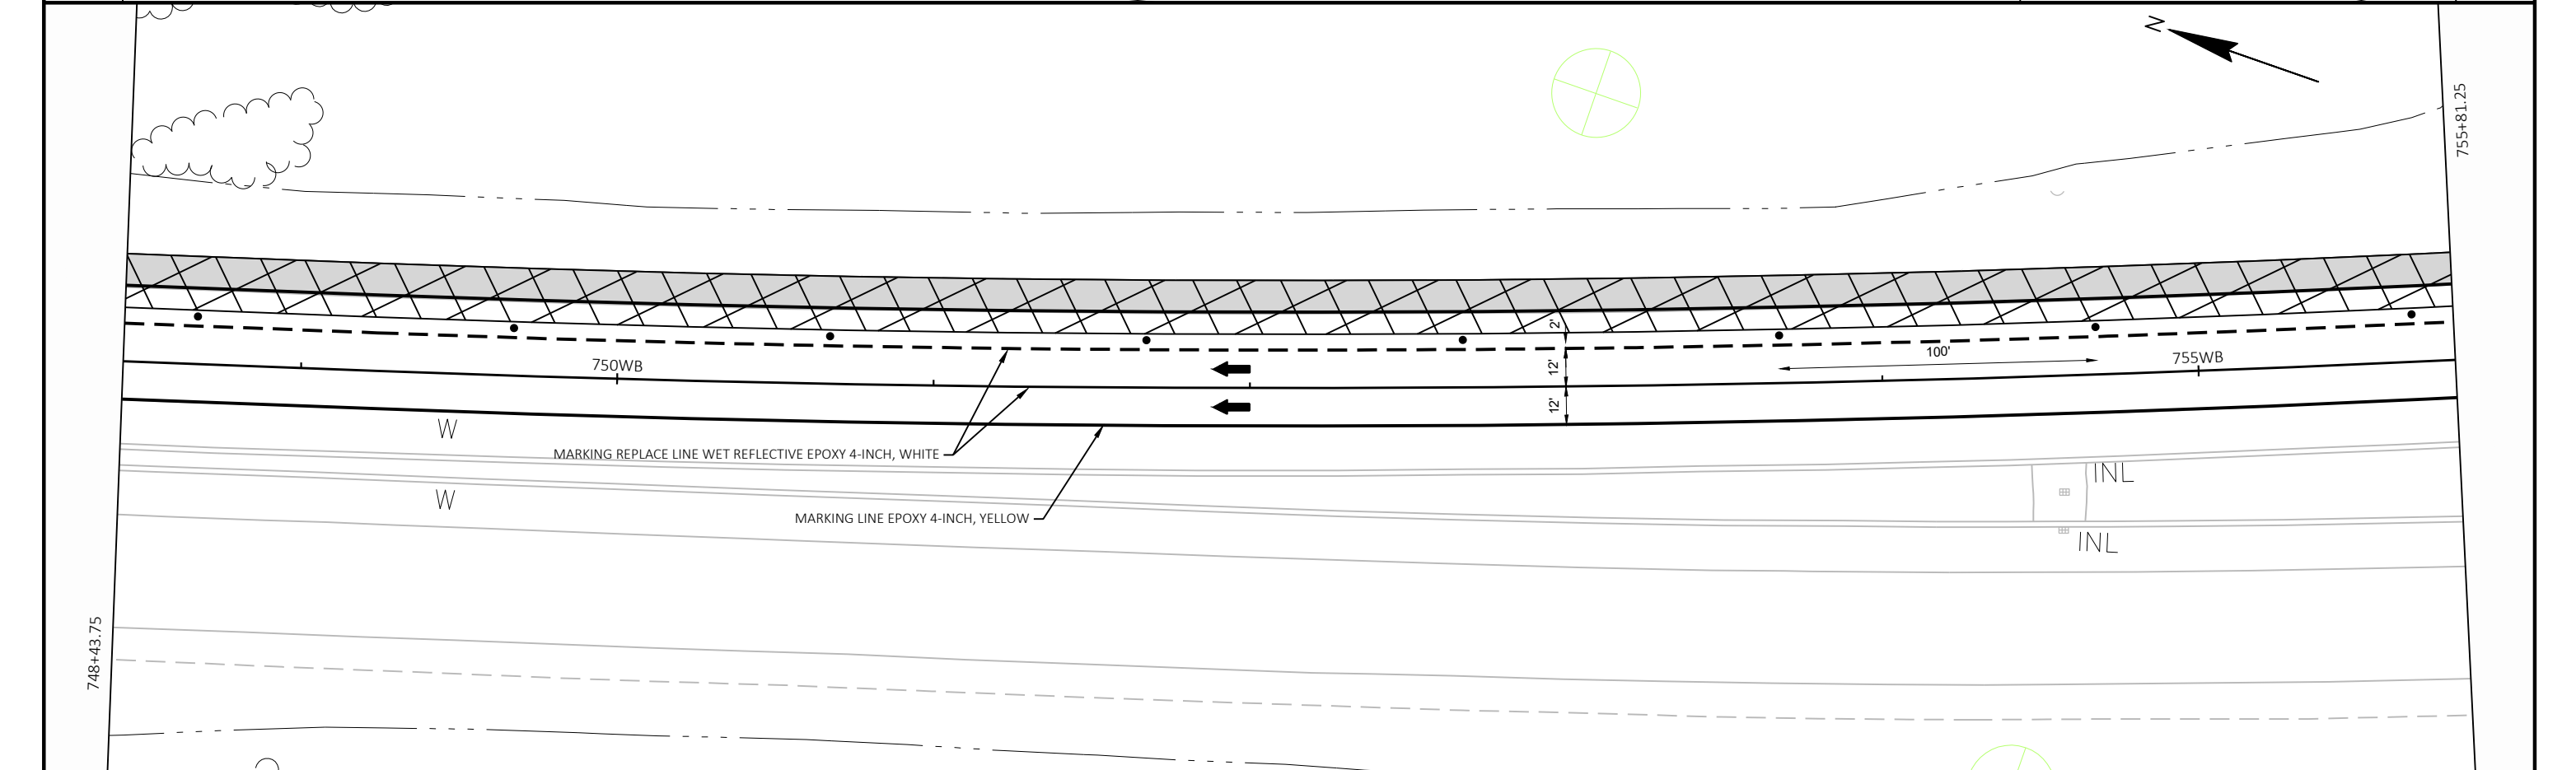 N
755+81.25
2'
100'
750WB
755WB
12'
12'
W
MARKING REPLACE LINE WET REFLECTIVE EPOXY 4-INCH, WHITE
INL
W
MARKING LINE EPOXY 4-INCH, YELLOW
INL
748+43.75